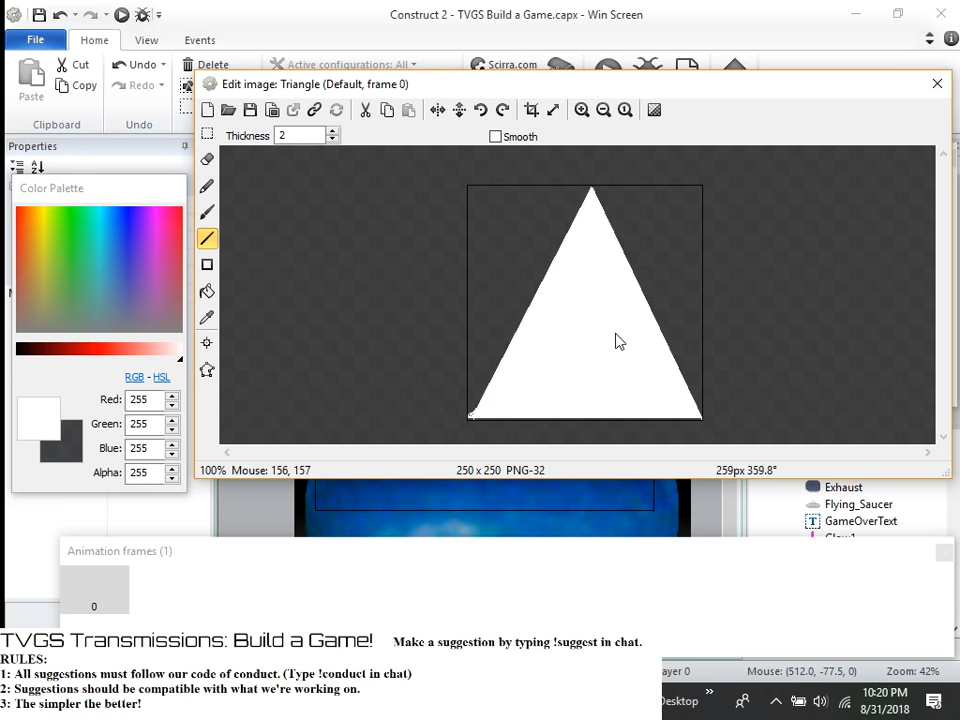 Construct 2 - TVGS Build a Game.capx - Win Screen
File Home View Events
Paste
Cut
Copy
Clipboard
Undo
Redo
Undo
Delete
Active configurations: All
Scirra.com
Properties
Edit image: Triangle (Default, frame 0)
Thickness 2
Smooth
Color Palette
RGB - HSL
Red: 255
Green: 255
Blue: 255
Alpha: 255
100% Mouse: 156, 157
250 x 250 PNG-32
259px 359.8°
Exhaust
Flying_Saucer
T GameOverText
Animation frames (1)
0
TVGS Transmissions: Build a Game! Make a suggestion by typing !suggest in chat.
RULES:
1: All suggestions must follow our code of conduct. (Type !conduct in chat)
2: Suggestions should be compatible with what we're working on.
3: The simpler the better!
Mouse: (512.0, -77.5, 0)
Zoom: 42%
Desktop
10:20 PM
8/31/2018